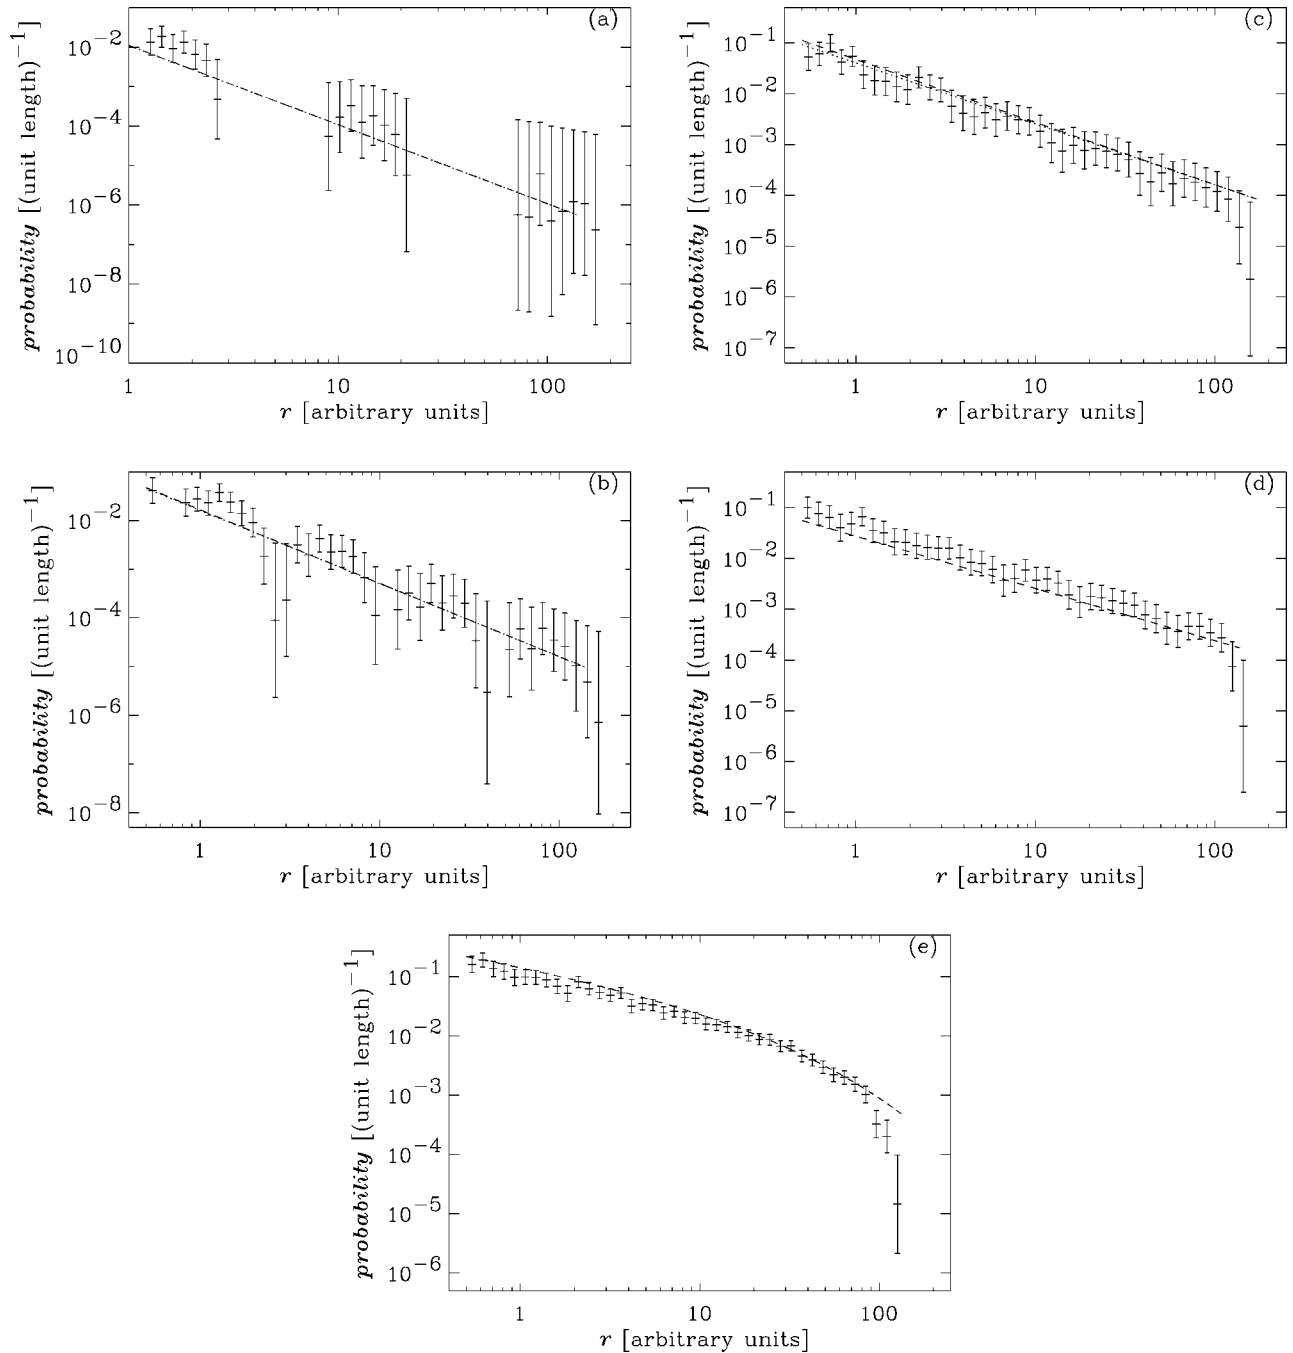 (a)
probability [(unit length)⁻¹]
10⁻²
10⁻⁴
10⁻⁶
10⁻⁸
10⁻¹⁰
1 10 100
r [arbitrary units]
(c)
probability [(unit length)⁻¹]
10⁻¹
10⁻²
10⁻³
10⁻⁴
10⁻⁵
10⁻⁶
10⁻⁷
1 10 100
r [arbitrary units]
(b)
probability [(unit length)⁻¹]
10⁻²
10⁻⁴
10⁻⁶
10⁻⁸
1 10 100
r [arbitrary units]
(d)
probability [(unit length)⁻¹]
10⁻¹
10⁻²
10⁻³
10⁻⁴
10⁻⁵
10⁻⁶
10⁻⁷
1 10 100
r [arbitrary units]
(e)
probability [(unit length)⁻¹]
10⁻¹
10⁻²
10⁻³
10⁻⁴
10⁻⁵
10⁻⁶
1 10 100
r [arbitrary units]